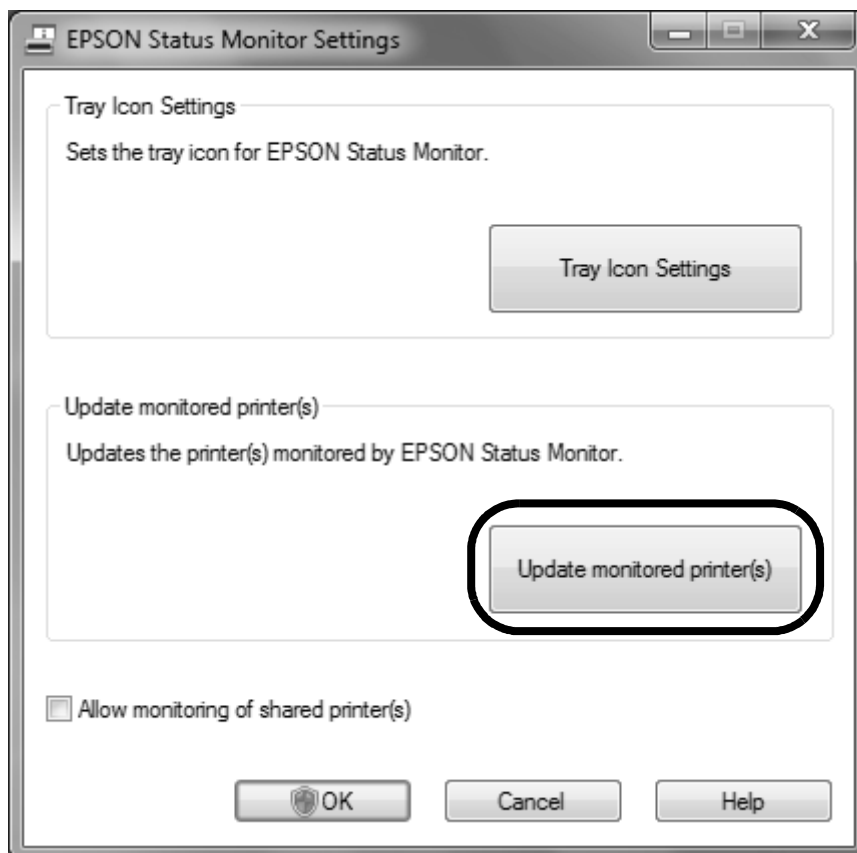 EPSON Status Monitor Settings
Tray Icon Settings
Sets the tray icon for EPSON Status Monitor.
Tray Icon Settings
Update monitored printer(s)
Updates the printer(s) monitored by EPSON Status Monitor.
Update monitored printer(s)
Allow monitoring of shared printer(s)
OK
Cancel
Help